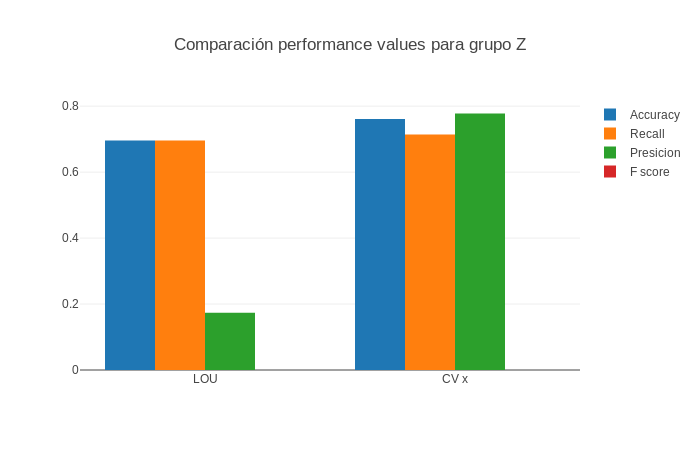 Comparación performance values para grupo Z
0.8
0.6
0.4
0.2
0
LOU
CV x
Accuracy
Recall
Presicion
F score